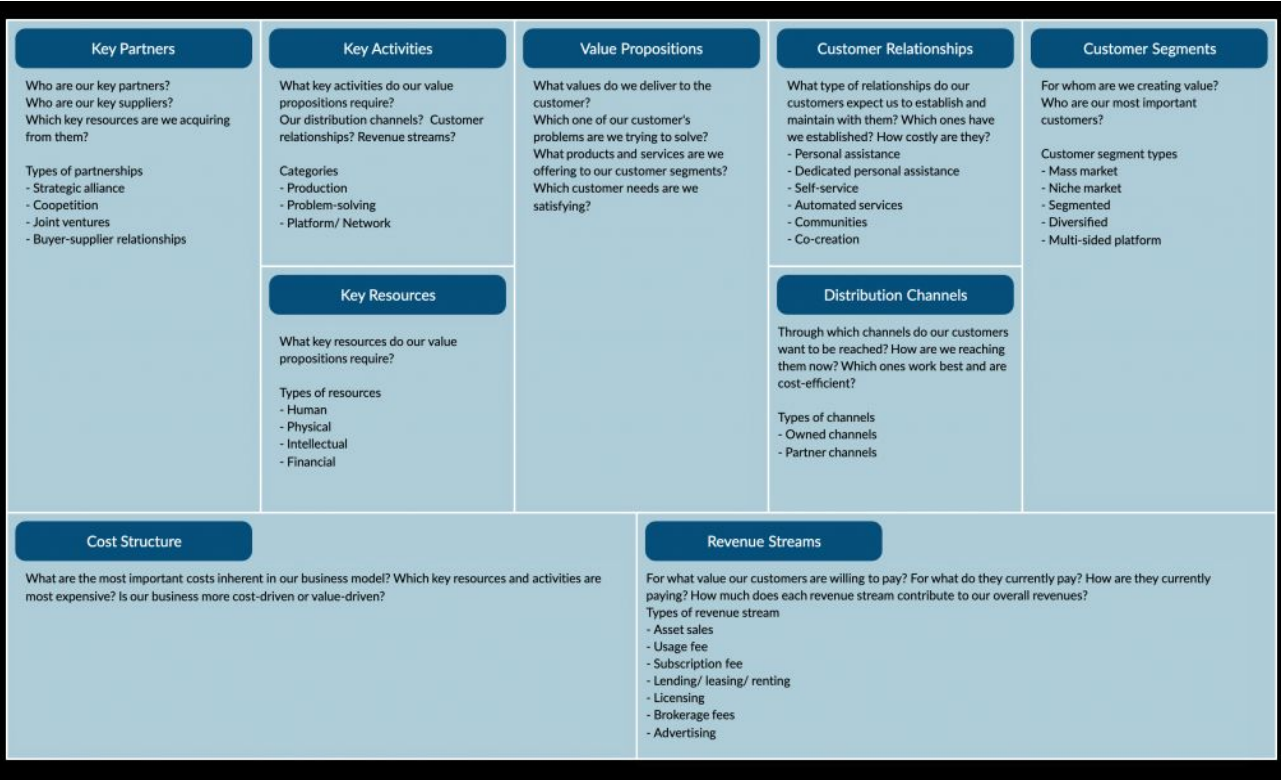 Key Partners
Who are our key partners?
Who are our key suppliers?
Which key resources are we acquiring
from them?
Types of partnerships
- Strategic alliance
- Coopetition
- Joint ventures
- Buyer-supplier relationships
Key Activities
What key activities do our value
propositions require?
Our distribution channels?  Customer
relationships? Revenue streams?
Categories
- Production
- Problem-solving
- Platform/ Network
Key Resources
What key resources do our value
propositions require?
Types of resources
- Human
- Physical
- Intellectual
- Financial
Value Propositions
What values do we deliver to the
customer?
Which one of our customer's
problems are we trying to solve?
What products and services are we
offering to our customer segments?
Which customer needs are we
satisfying?
Customer Relationships
What type of relationships do our
customers expect us to establish and
maintain with them? Which ones have
we established? How costly are they?
- Personal assistance
- Dedicated personal assistance
- Self-service
- Automated services
- Communities
- Co-creation
Distribution Channels
Through which channels do our customers
want to be reached? How are we reaching
them now? Which ones work best and are
cost-efficient?
Types of channels
- Owned channels
- Partner channels
Customer Segments
For whom are we creating value?
Who are our most important
customers?
Customer segment types
- Mass market
- Niche market
- Segmented
- Diversified
- Multi-sided platform
Cost Structure
What are the most important costs inherent in our business model? Which key resources and activities are
most expensive? Is our business more cost-driven or value-driven?
Revenue Streams
For what value our customers are willing to pay? For what do they currently pay? How are they currently
paying? How much does each revenue stream contribute to our overall revenues?
Types of revenue stream
- Asset sales
- Usage fee
- Subscription fee
- Lending/ leasing/ renting
- Licensing
- Brokerage fees
- Advertising